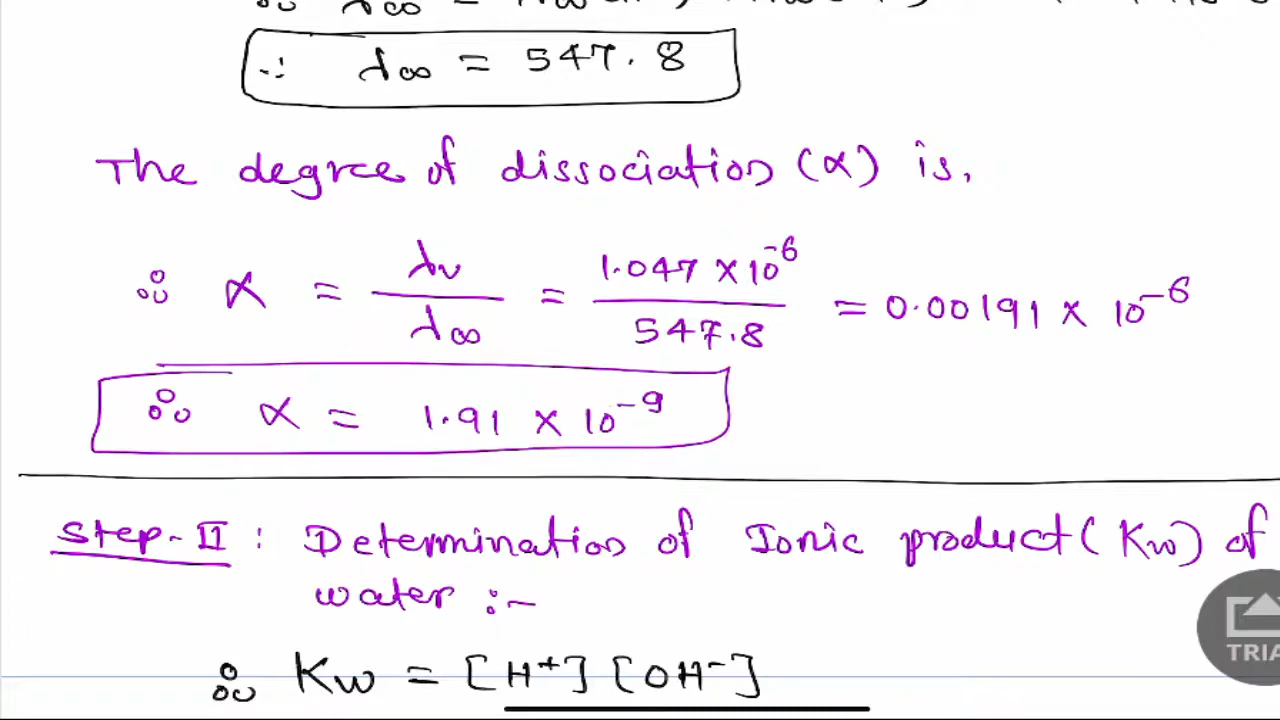 ∴ λ∞ = 547.8
The degree of dissociation (α) is,
∴ α = λv / λ∞ = 1.047 × 10⁻⁶ / 547.8 = 0.00191 × 10⁻⁶
∴ α = 1.91 × 10⁻⁹
Step-II : Determination of Ionic product (Kw) of
water :-
∴ Kw = [H⁺] [OH⁻]
TRIA